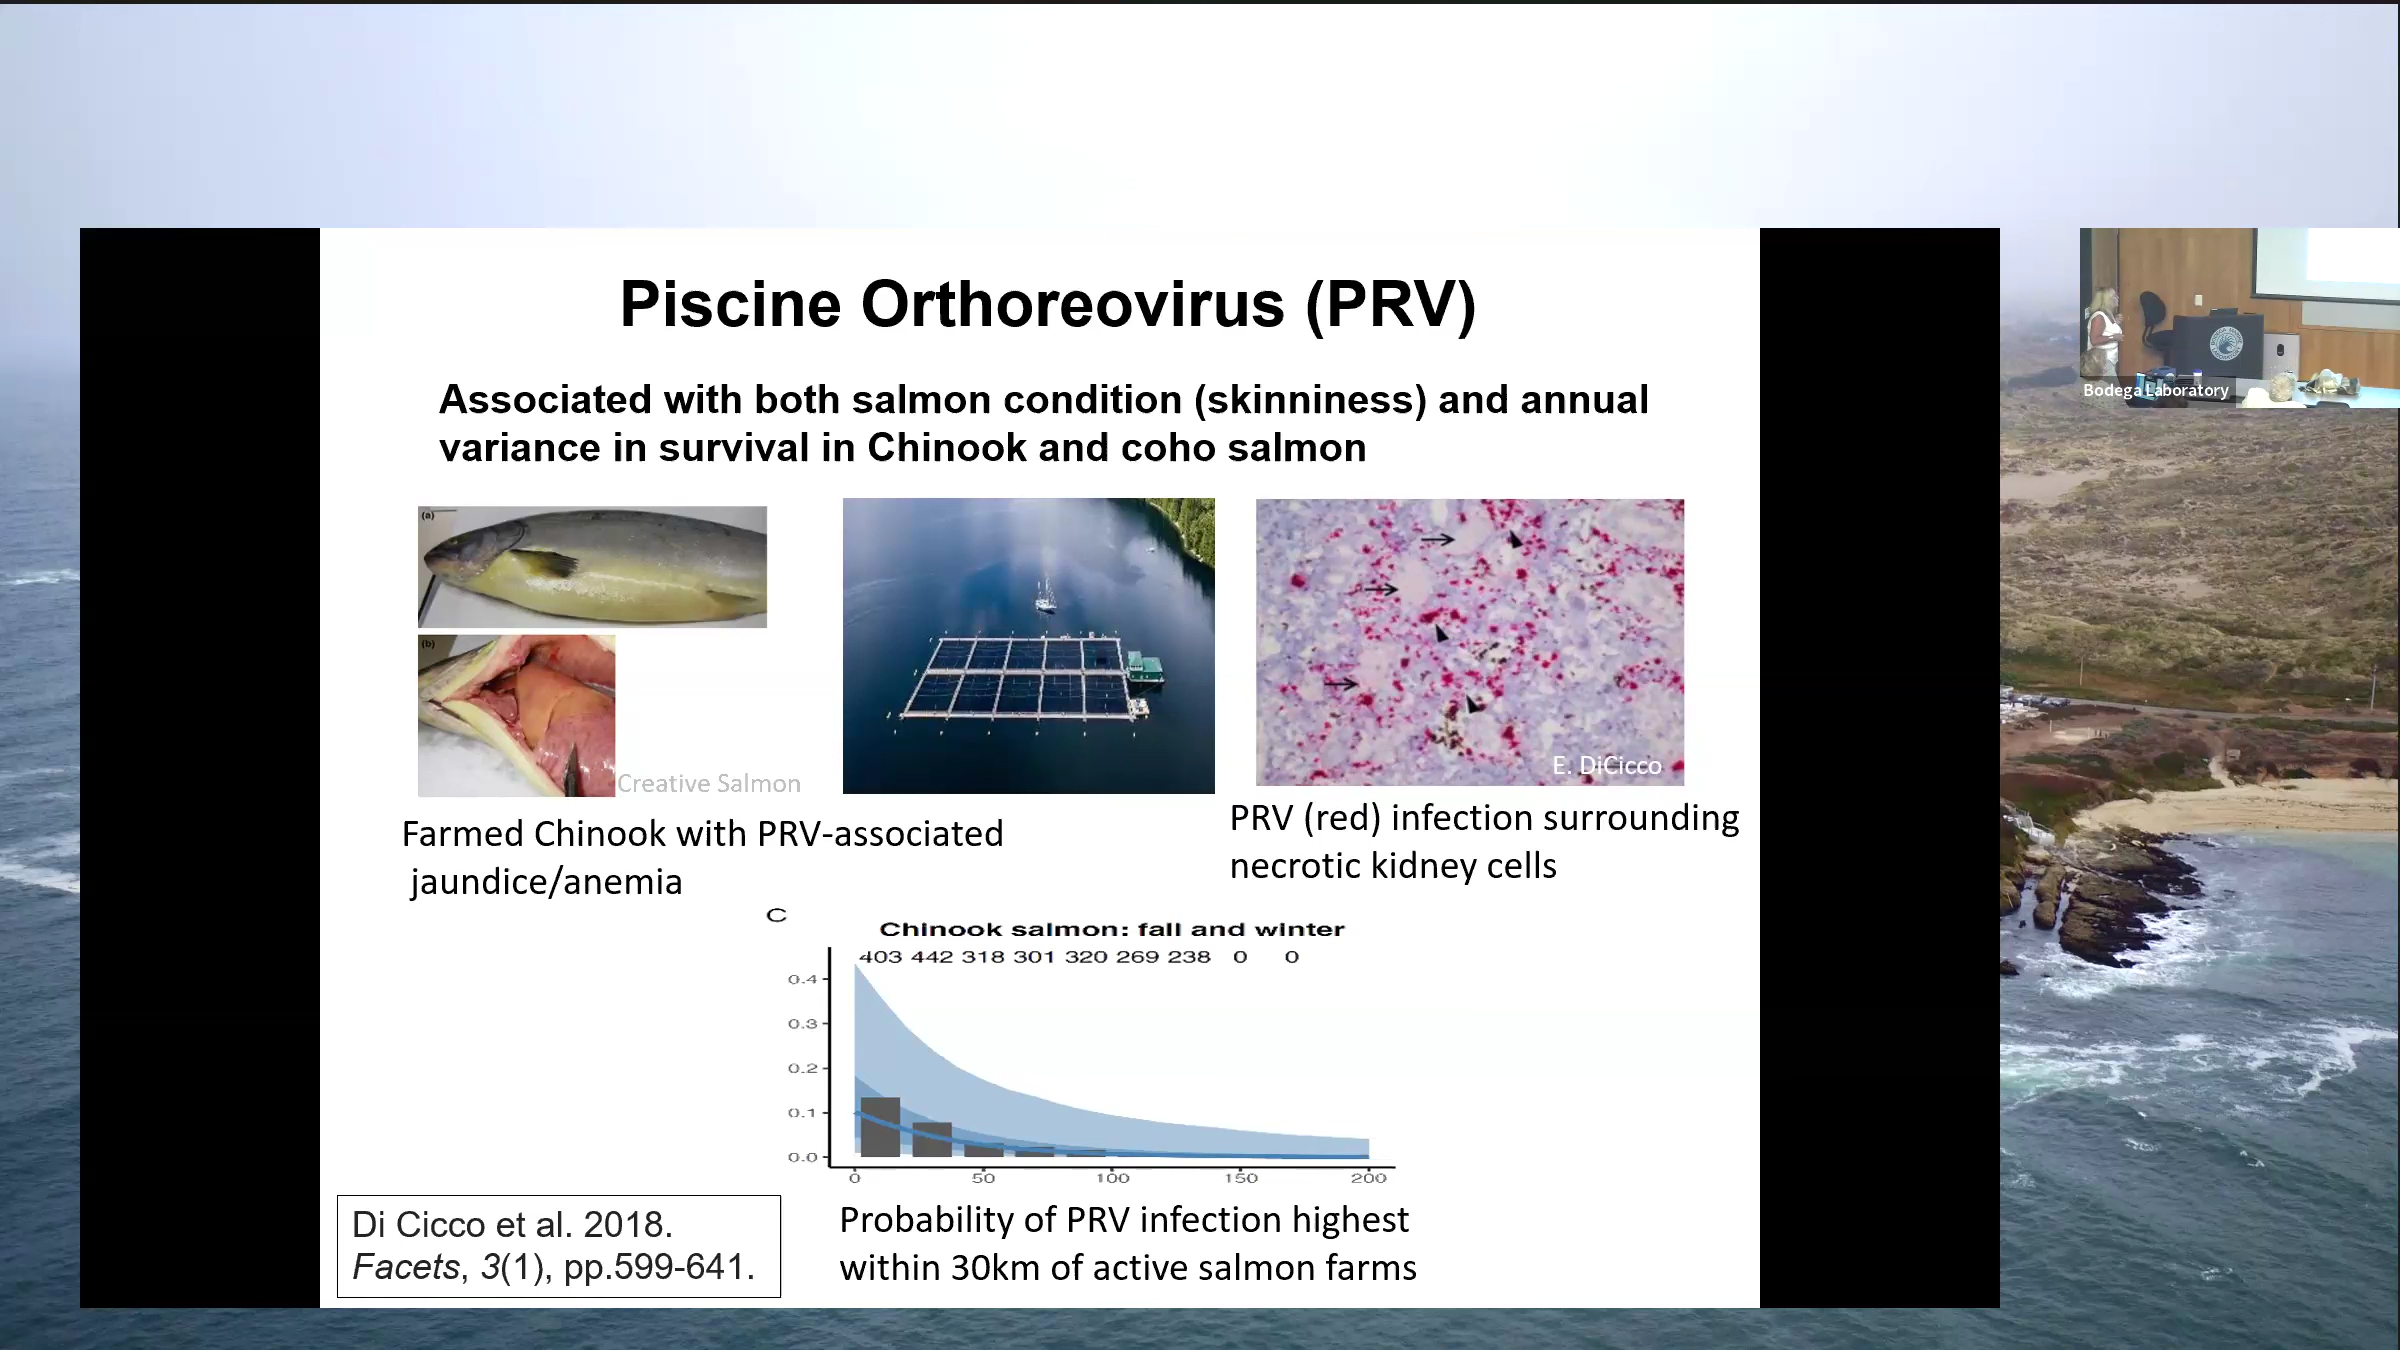 Piscine Orthoreovirus (PRV)
Associated with both salmon condition (skinniness) and annual
variance in survival in Chinook and coho salmon
(a)
(b)
Creative Salmon
E. DiCicco
Farmed Chinook with PRV-associated
jaundice/anemia
PRV (red) infection surrounding
necrotic kidney cells
C
Chinook salmon: fall and winter
403 442 318 301 320 269 238 0 0
0.4
0.3
0.2
0.1
0.0
0 50 100 150 200
Probability of PRV infection highest
within 30km of active salmon farms
Di Cicco et al. 2018.
Facets, 3(1), pp.599-641.
Bodega Laboratory